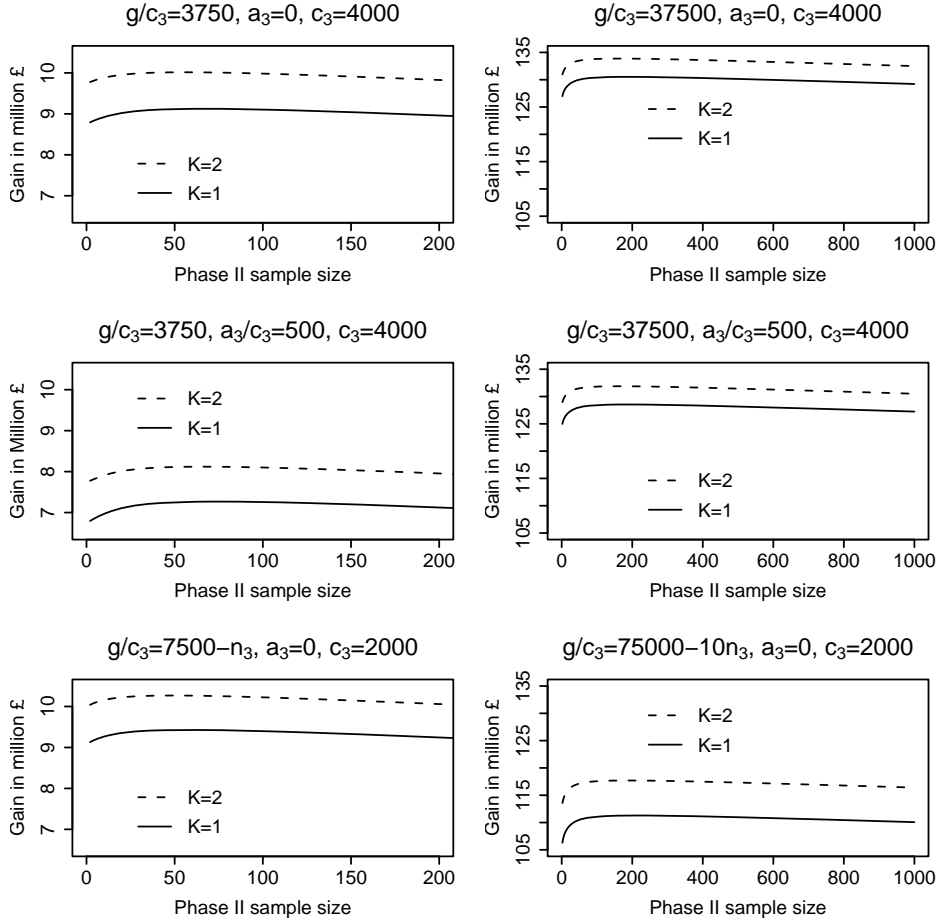 g/c₃=3750, a₃=0, c₃=4000
Gain in million £
10
9
8
7
K=2
K=1
0 50 100 150 200
Phase II sample size
g/c₃=37500, a₃=0, c₃=4000
Gain in million £
135
125
115
105
K=2
K=1
0 200 400 600 800 1000
Phase II sample size
g/c₃=3750, a₃/c₃=500, c₃=4000
Gain in Million £
10
9
8
7
K=2
K=1
0 50 100 150 200
Phase II sample size
g/c₃=37500, a₃/c₃=500, c₃=4000
Gain in million £
135
125
115
105
K=2
K=1
0 200 400 600 800 1000
Phase II sample size
g/c₃=7500−n₃, a₃=0, c₃=2000
Gain in million £
10
9
8
7
K=2
K=1
0 50 100 150 200
Phase II sample size
g/c₃=75000−10n₃, a₃=0, c₃=2000
Gain in million £
135
125
115
105
K=2
K=1
0 200 400 600 800 1000
Phase II sample size